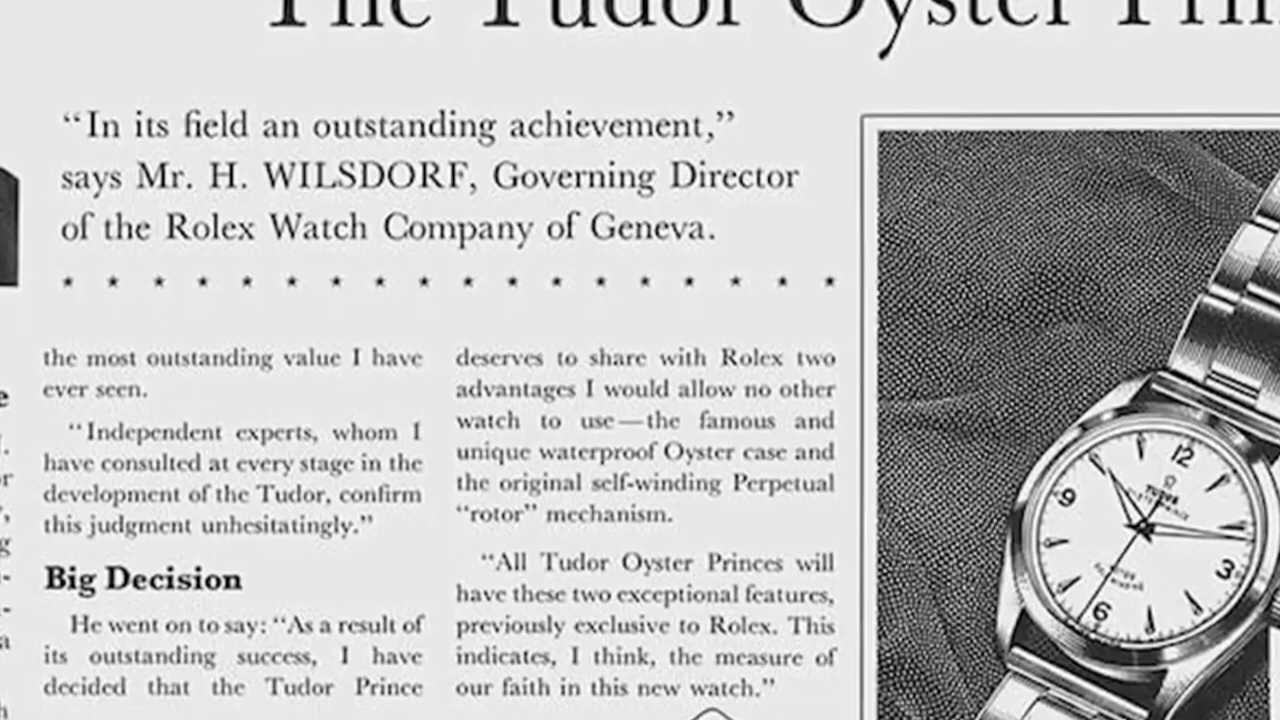 The Tudor Oyster
"In its field an outstanding achievement,"
says Mr. H. WILSDORF, Governing Director
of the Rolex Watch Company of Geneva.
* * * * * * * * * * * * * * * * * *
the most outstanding value I have
ever seen.
"Independent experts, whom I
have consulted at every stage in the
development of the Tudor, confirm
this judgment unhesitatingly."
Big Decision
He went on to say: "As a result of
its outstanding success, I have
decided that the Tudor Prince
deserves to share with Rolex two
advantages I would allow no other
watch to use—the famous and
unique waterproof Oyster case and
the original self-winding Perpetual
"rotor" mechanism.
"All Tudor Oyster Princes will
have these two exceptional features,
previously exclusive to Rolex. This
indicates, I think, the measure of
our faith in this new watch."
12
9
3
6
TUDOR